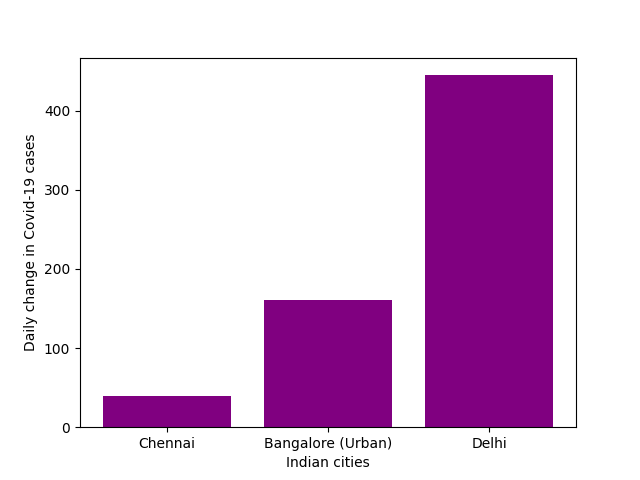 400
300
200
100
0
Daily change in Covid-19 cases
Chennai
Bangalore (Urban)
Delhi
Indian cities